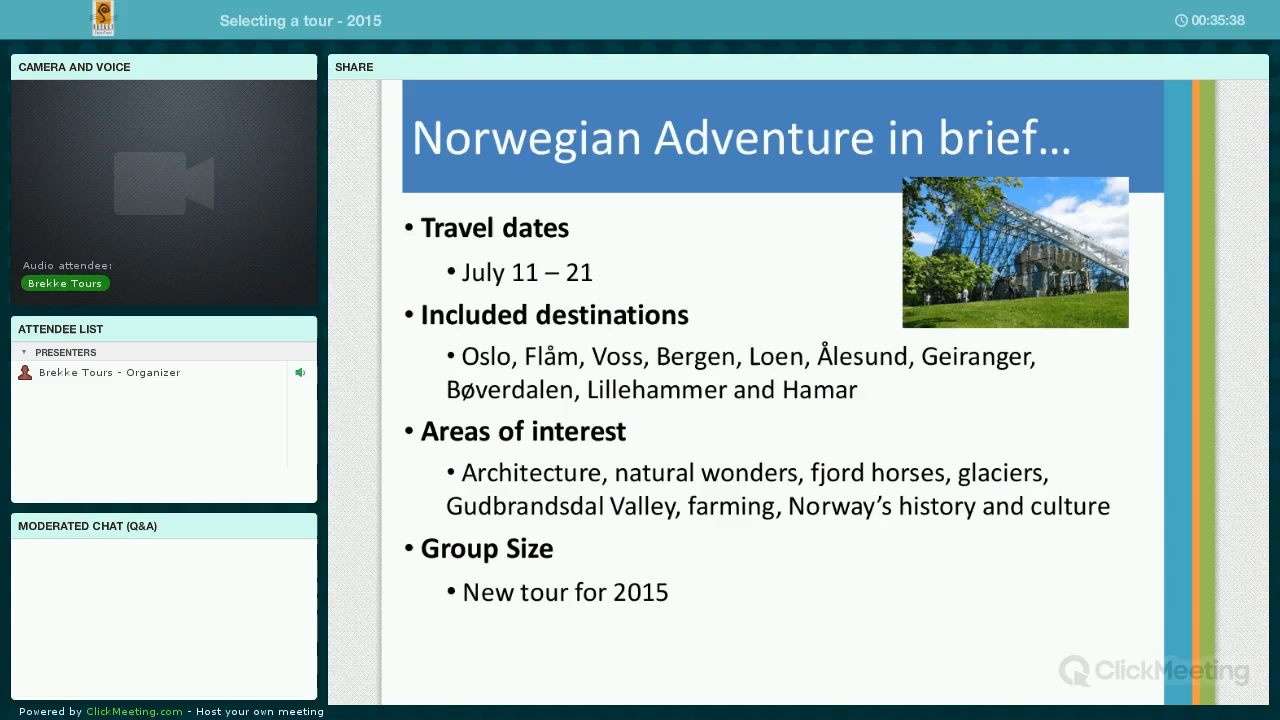 Selecting a tour - 2015
00:35:38
CAMERA AND VOICE
Audio attendee:
Brekke Tours
ATTENDEE LIST
PRESENTERS
Brekke Tours - Organizer
MODERATED CHAT (Q&A)
SHARE
Norwegian Adventure in brief…
• Travel dates
• July 11 – 21
• Included destinations
• Oslo, Flåm, Voss, Bergen, Loen, Ålesund, Geiranger,
Bøverdalen, Lillehammer and Hamar
• Areas of interest
• Architecture, natural wonders, fjord horses, glaciers,
Gudbrandsdal Valley, farming, Norway’s history and culture
• Group Size
• New tour for 2015
ClickMeeting
Powered by ClickMeeting.com - Host your own meeting